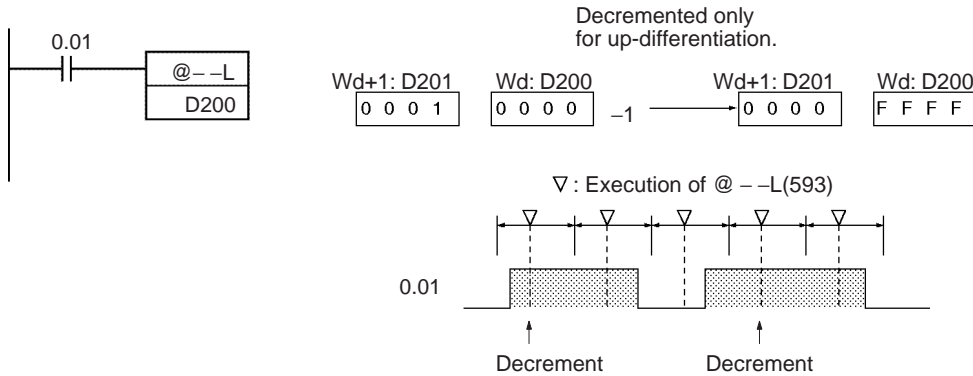 Decremented only
for up-differentiation.
0.01
@– –L
D200
Wd+1: D201 Wd: D200 Wd+1: D201 Wd: D200
0 0 0 1 0 0 0 0 –1 0 0 0 0 F F F F
▽ : Execution of @ – –L(593)
0.01
Decrement Decrement